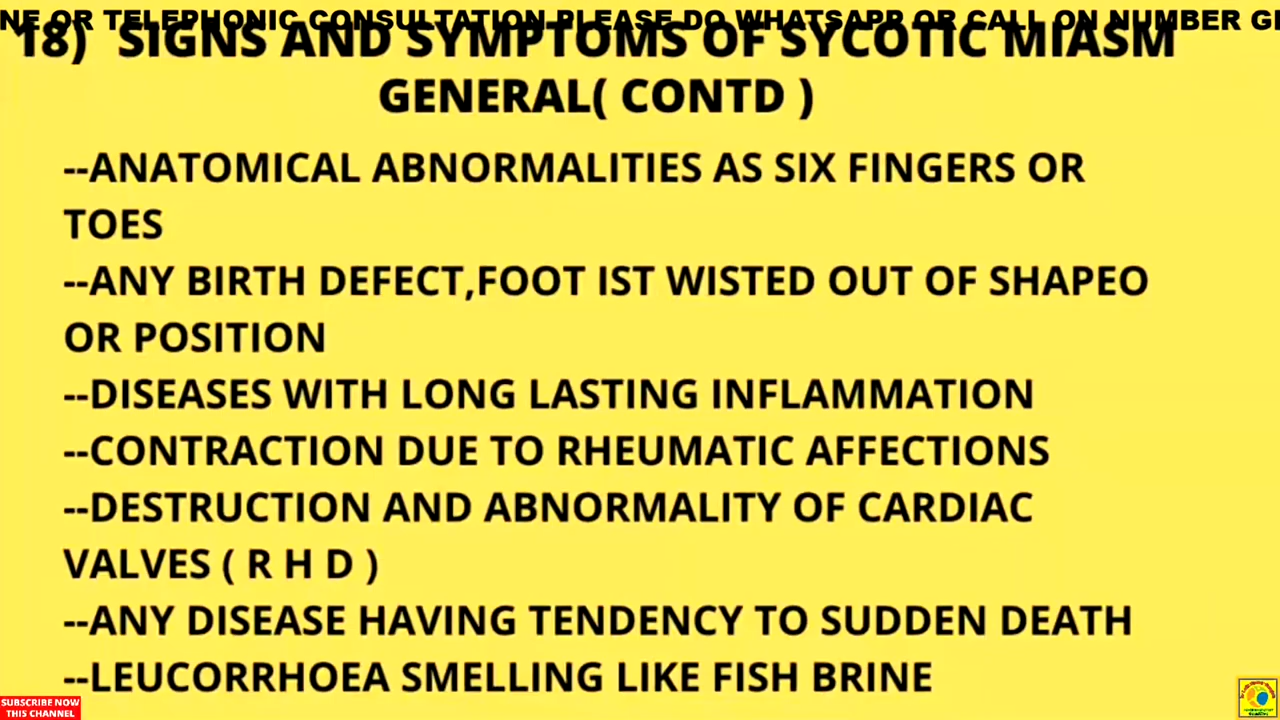 NE OR TELEPHONIC CONSULTATION PLEASE DO WHATSAPP OR CALL ON NUMBER GI
18) SIGNS AND SYMPTOMS OF SYCOTIC MIASM
GENERAL( CONTD )
--ANATOMICAL ABNORMALITIES AS SIX FINGERS OR
TOES
--ANY BIRTH DEFECT,FOOT IST WISTED OUT OF SHAPEO
OR POSITION
--DISEASES WITH LONG LASTING INFLAMMATION
--CONTRACTION DUE TO RHEUMATIC AFFECTIONS
--DESTRUCTION AND ABNORMALITY OF CARDIAC
VALVES ( R H D )
--ANY DISEASE HAVING TENDENCY TO SUDDEN DEATH
--LEUCORRHOEA SMELLING LIKE FISH BRINE
SUBSCRIBE NOW
THIS CHANNEL